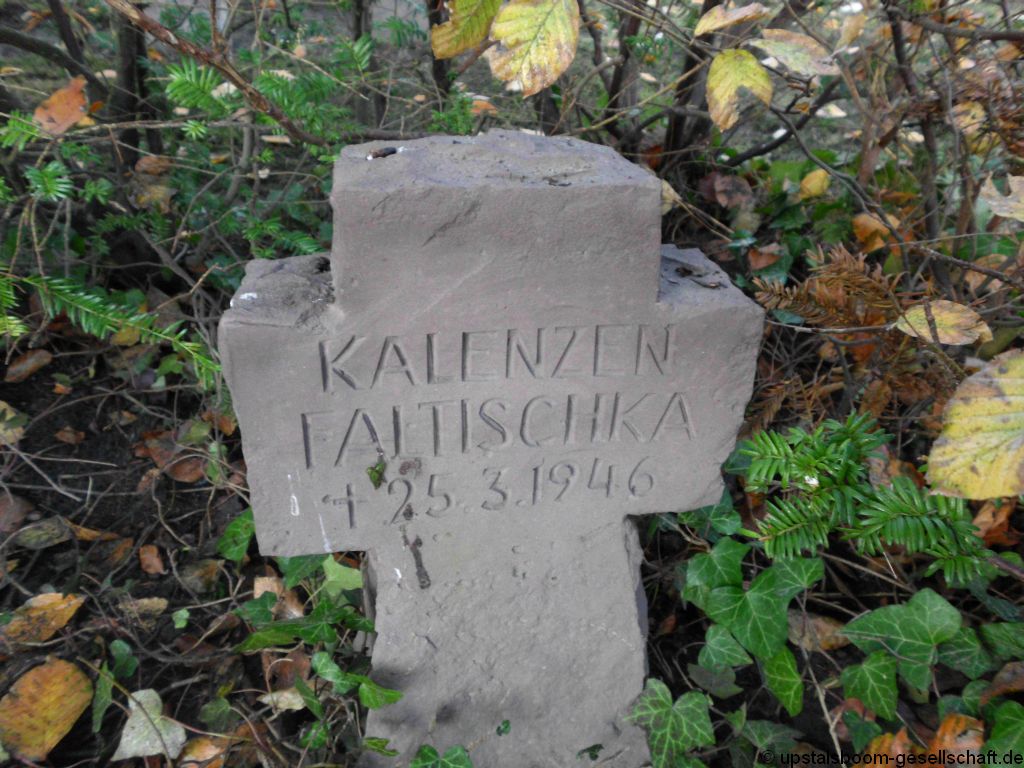 KALENZEN
FALTISCHKA
† 25.3.1946
© upstalsboom-gesellschaft.de